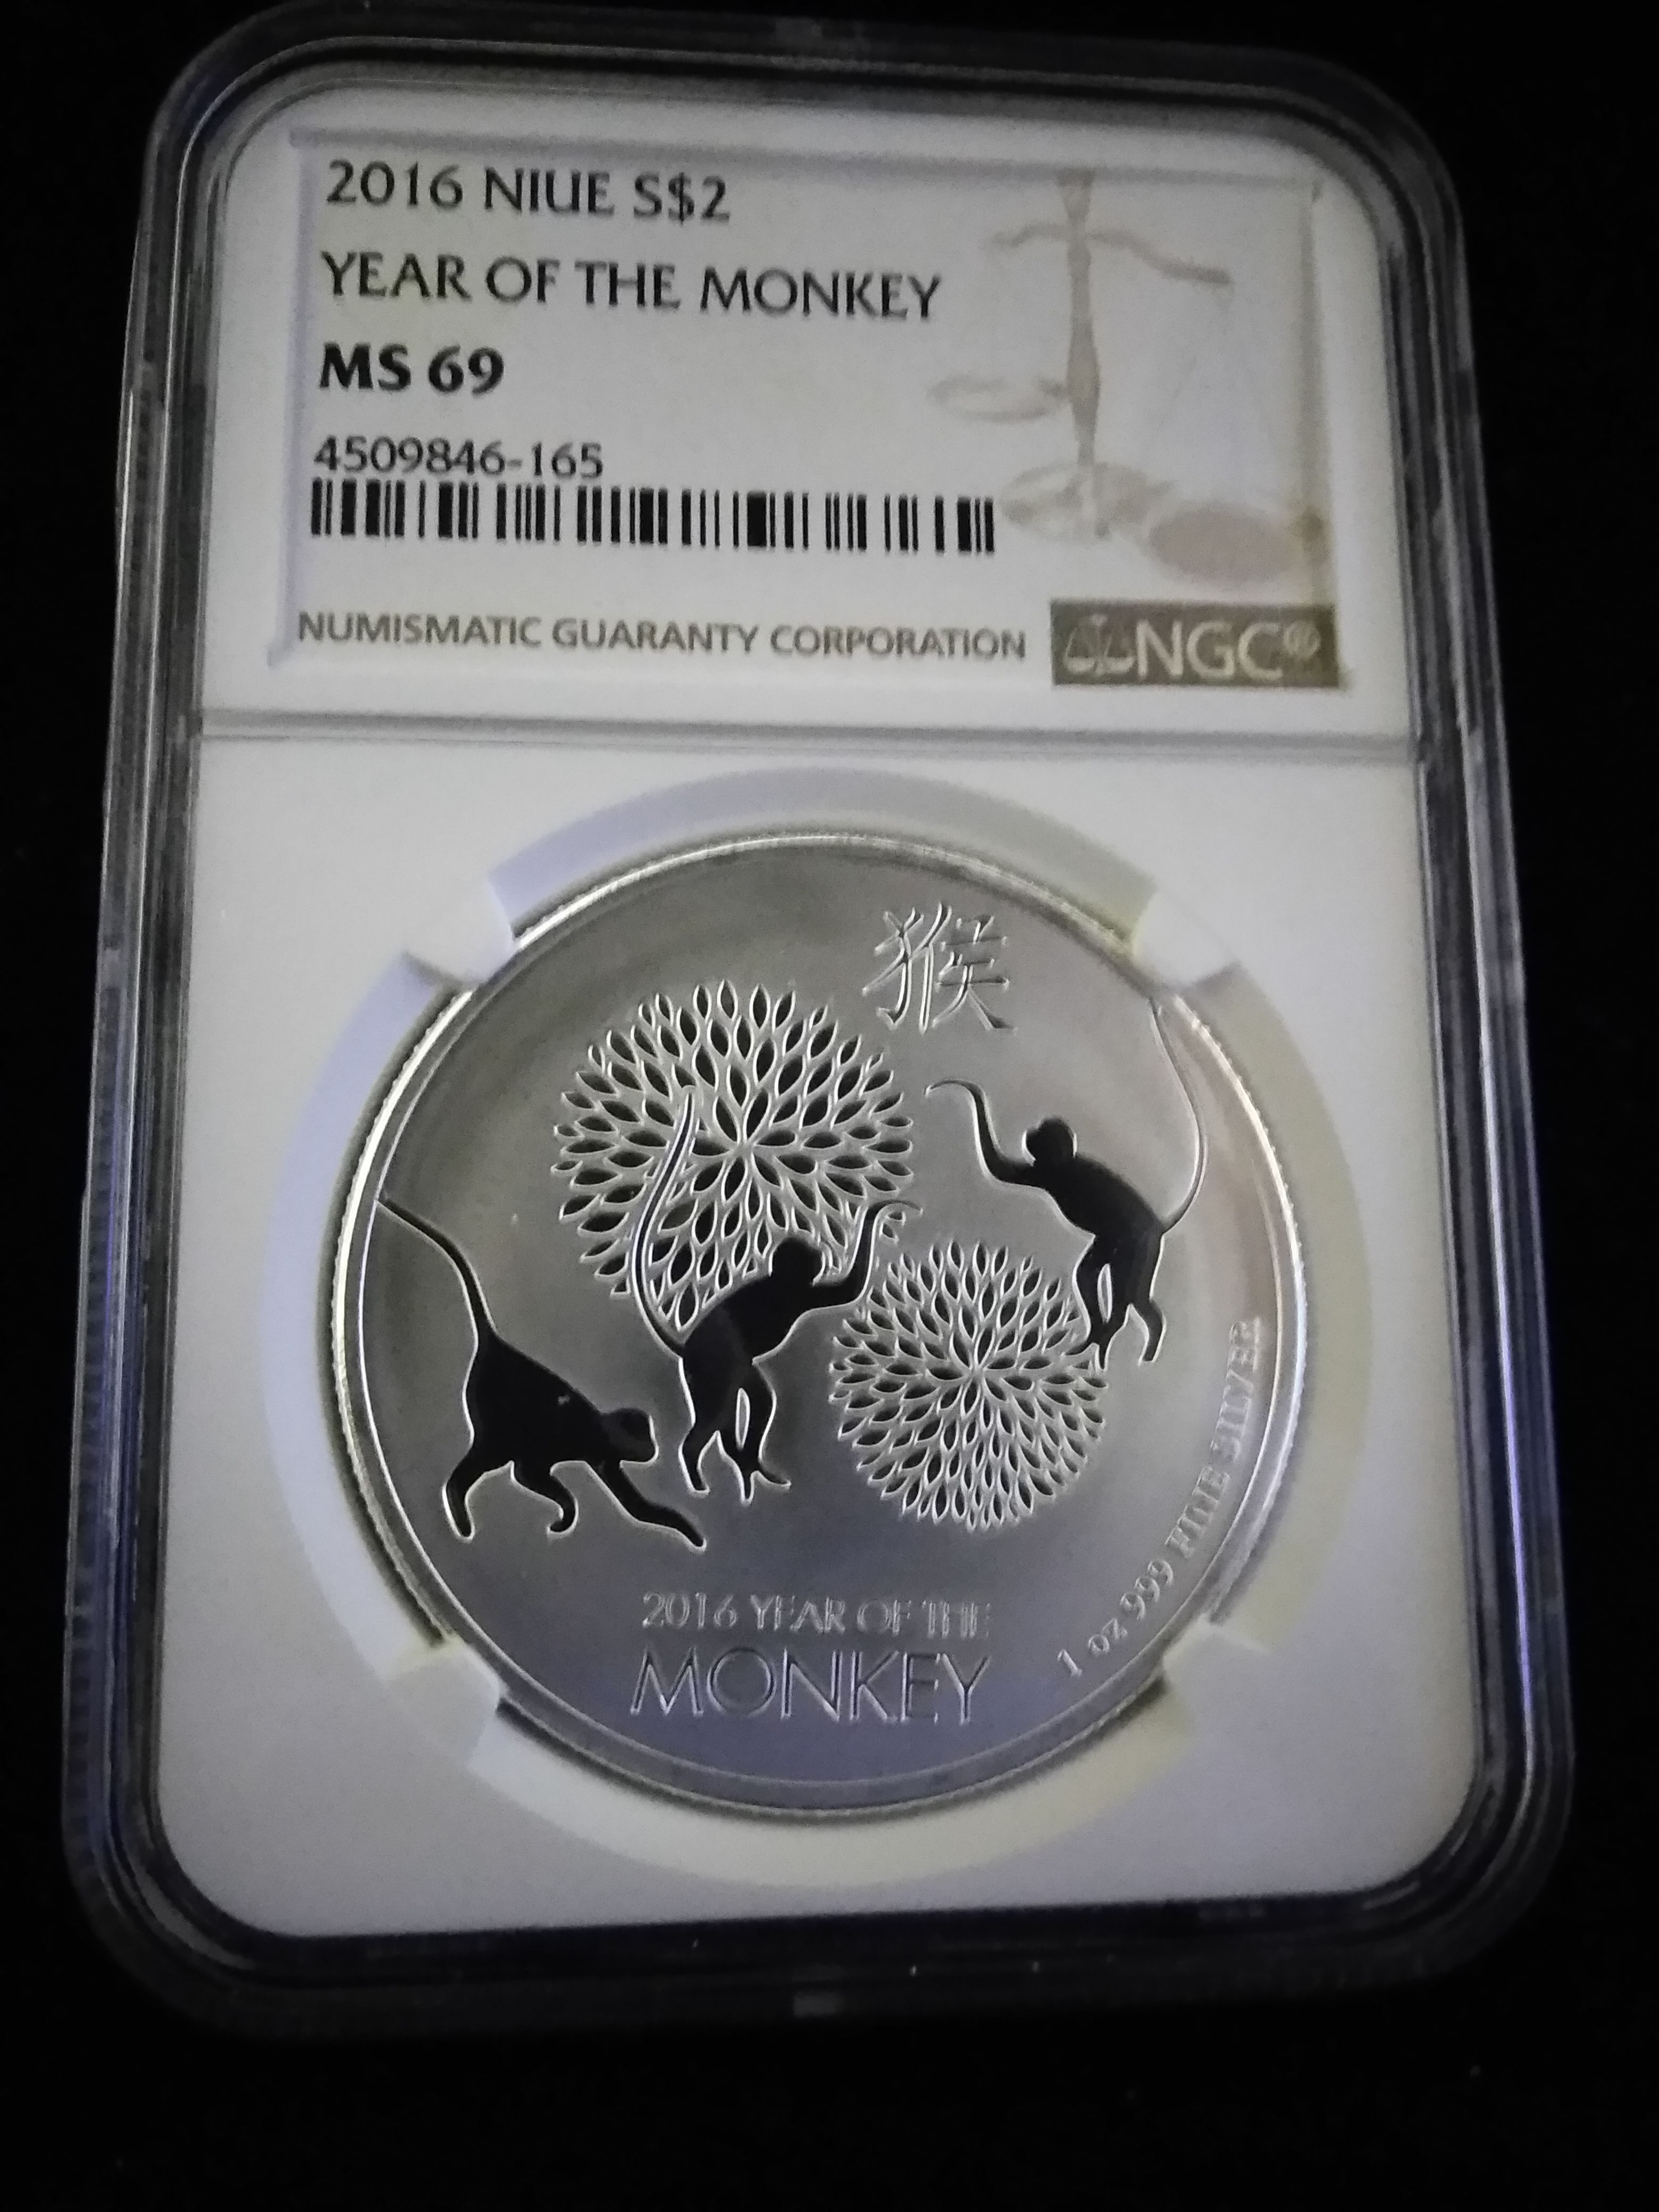 2016 NIUE S$2
YEAR OF THE MONKEY
MS 69
4509846-165
NUMISMATIC GUARANTY CORPORATION
NGC®
猴
2016 YEAR OF THE
MONKEY
1 oz 999 FINE SILVER